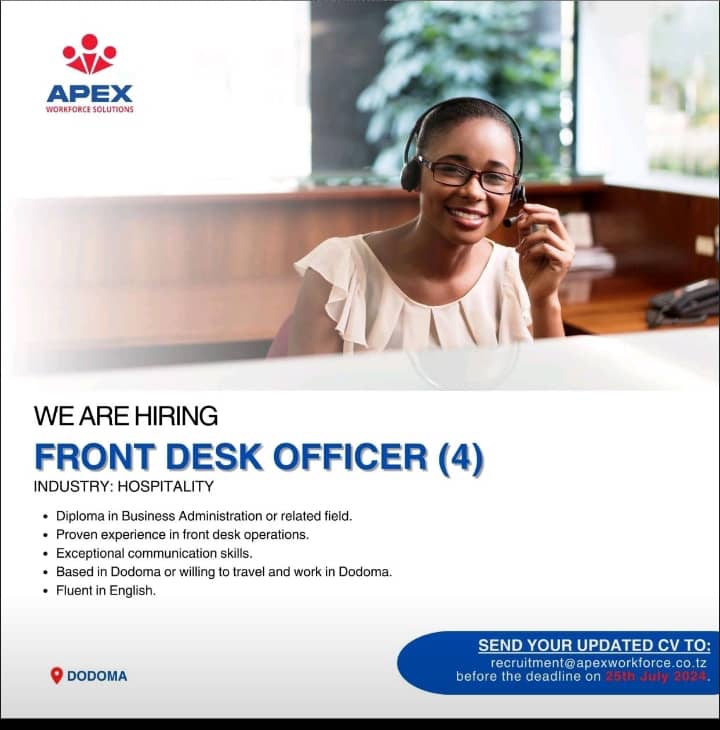 APEX
WORKFORCE SOLUTIONS
WE ARE HIRING
FRONT DESK OFFICER (4)
INDUSTRY: HOSPITALITY
• Diploma in Business Administration or related field.
• Proven experience in front desk operations.
• Exceptional communication skills.
• Based in Dodoma or willing to travel and work in Dodoma.
• Fluent in English.
SEND YOUR UPDATED CV TO:
recruitment@apexworkforce.co.tz
before the deadline on 25th July 2024.
DODOMA